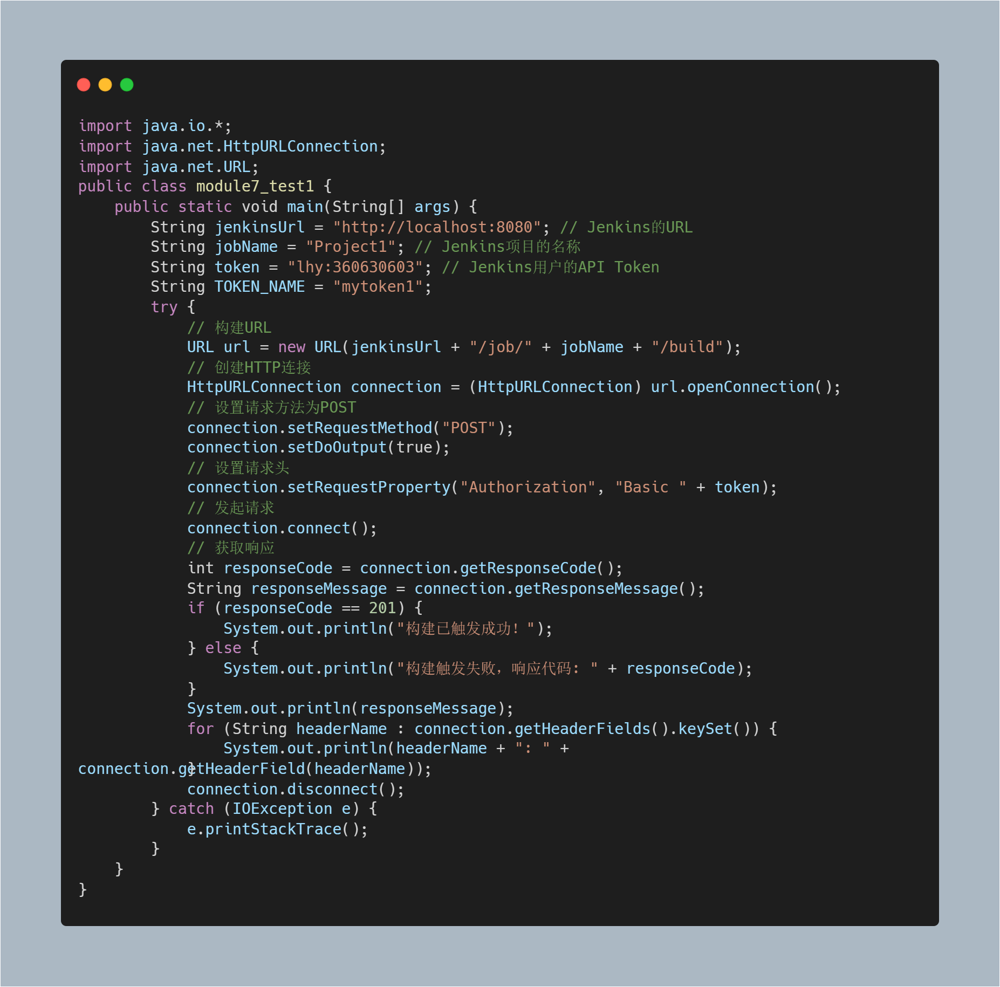 import java.io.*;
import java.net.HttpURLConnection;
import java.net.URL;
public class module7_test1 {
    public static void main(String[] args) {
        String jenkinsUrl = "http://localhost:8080"; // Jenkins的URL
        String jobName = "Project1"; // Jenkins项目的名称
        String token = "lhy:360630603"; // Jenkins用户的API Token
        String TOKEN_NAME = "mytoken1";
        try {
            // 构建URL
            URL url = new URL(jenkinsUrl + "/job/" + jobName + "/build");
            // 创建HTTP连接
            HttpURLConnection connection = (HttpURLConnection) url.openConnection();
            // 设置请求方法为POST
            connection.setRequestMethod("POST");
            connection.setDoOutput(true);
            // 设置请求头
            connection.setRequestProperty("Authorization", "Basic " + token);
            // 发起请求
            connection.connect();
            // 获取响应
            int responseCode = connection.getResponseCode();
            String responseMessage = connection.getResponseMessage();
            if (responseCode == 201) {
                System.out.println("构建已触发成功！");
            } else {
                System.out.println("构建触发失败，响应代码: " + responseCode);
            }
            System.out.println(responseMessage);
            for (String headerName : connection.getHeaderFields().keySet()) {
                System.out.println(headerName + ": " +
connection.getHeaderField(headerName));
            }
            connection.disconnect();
        } catch (IOException e) {
            e.printStackTrace();
        }
    }
}